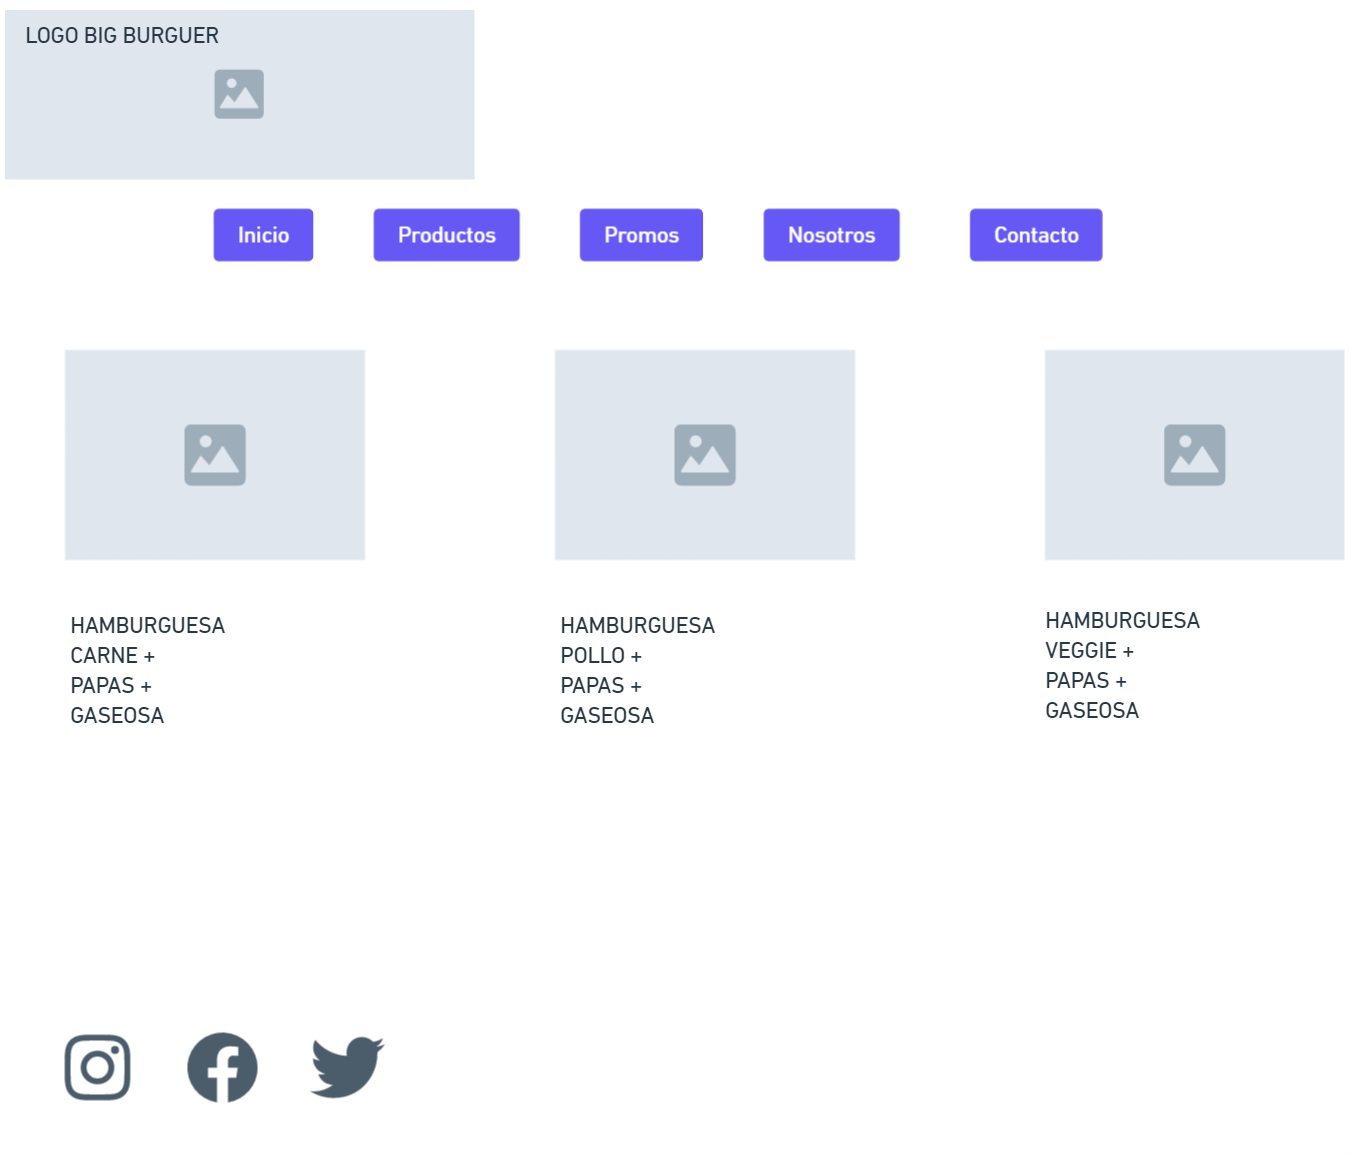 LOGO BIG BURGUER
Inicio
Productos
Promos
Nosotros
Contacto
HAMBURGUESA
CARNE +
PAPAS +
GASEOSA
HAMBURGUESA
POLLO +
PAPAS +
GASEOSA
HAMBURGUESA
VEGGIE +
PAPAS +
GASEOSA